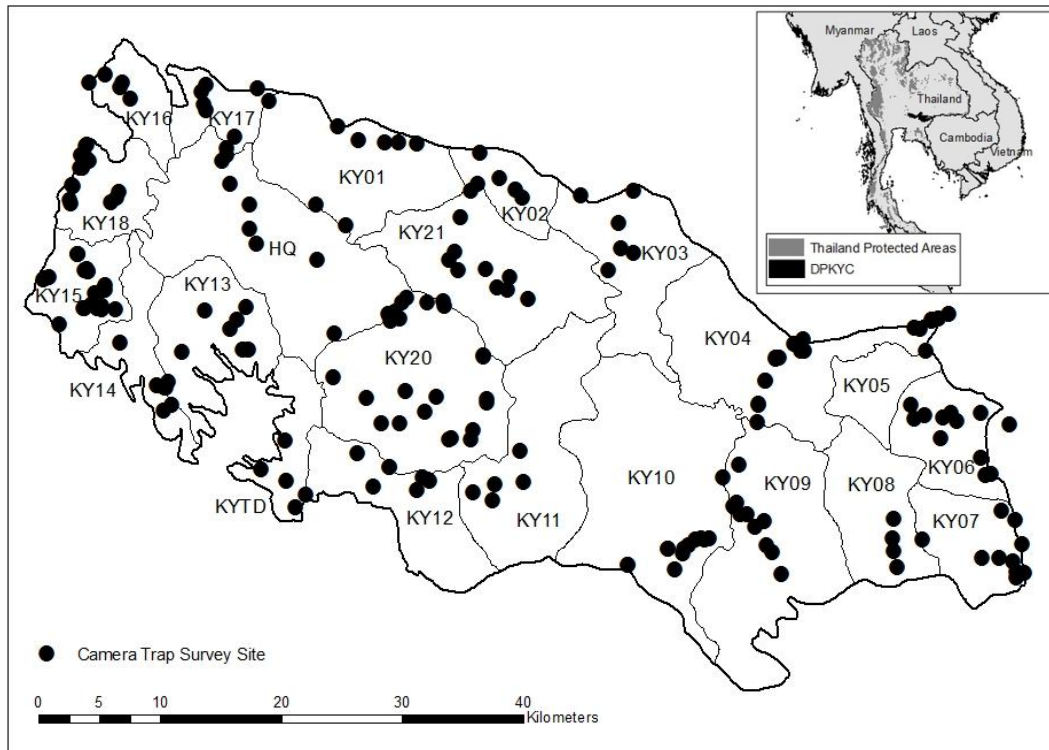 Myanmar
Laos
Thailand
Cambodia
Vietnam
Thailand Protected Areas
DPKYC
KY16
KY17
KY01
KY02
KY18
KY21
KY03
HQ
KY15
KY13
KY04
KY20
KY05
KY14
KY06
KY10
KY09
KY08
KYTD
KY12
KY11
KY07
Camera Trap Survey Site
0 5 10 20 30 40
Kilometers